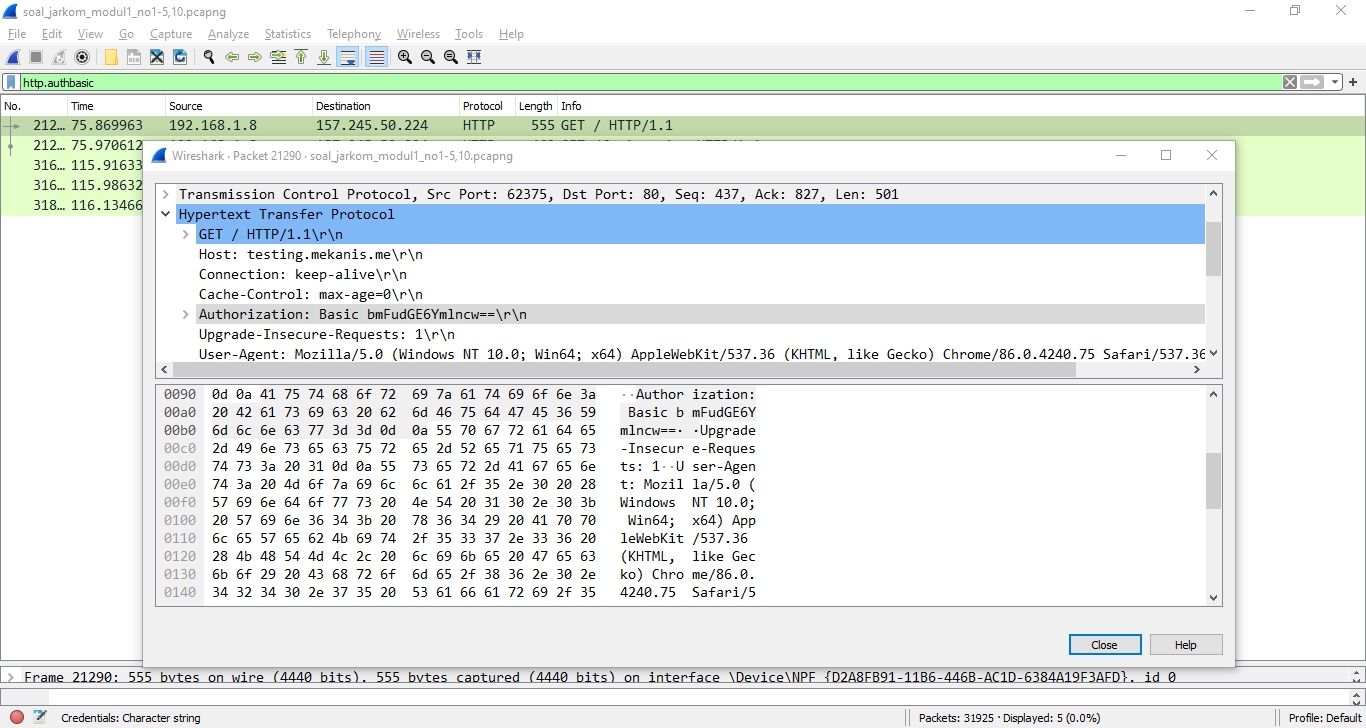 soal_jarkom_modul1_no1-5,10.pcapng
File Edit View Go Capture Analyze Statistics Telephony Wireless Tools Help
http.authbasic
No. Time Source Destination Protocol Length Info
212… 75.869963 192.168.1.8 157.245.50.224 HTTP 555 GET / HTTP/1.1
212… 75.970612
316… 115.91633
316… 115.98632
318… 116.13466
Wireshark · Packet 21290 · soal_jarkom_modul1_no1-5,10.pcapng
Transmission Control Protocol, Src Port: 62375, Dst Port: 80, Seq: 437, Ack: 827, Len: 501
Hypertext Transfer Protocol
GET / HTTP/1.1\r\n
Host: testing.mekanis.me\r\n
Connection: keep-alive\r\n
Cache-Control: max-age=0\r\n
Authorization: Basic bmFudGE6Ymlncw==\r\n
Upgrade-Insecure-Requests: 1\r\n
User-Agent: Mozilla/5.0 (Windows NT 10.0; Win64; x64) AppleWebKit/537.36 (KHTML, like Gecko) Chrome/86.0.4240.75 Safari/537.36
0090 0d 0a 41 75 74 68 6f 72 69 7a 61 74 69 6f 6e 3a ··Author ization:
00a0 20 42 61 73 69 63 20 62 6d 46 75 64 47 45 36 59 Basic b mFudGE6Y
00b0 6d 6c 6e 63 77 3d 3d 0d 0a 55 70 67 72 61 64 65 mlncw==· ·Upgrade
00c0 2d 49 6e 73 65 63 75 72 65 2d 52 65 71 75 65 73 -Insecur e-Reques
00d0 74 73 3a 20 31 0d 0a 55 73 65 72 2d 41 67 65 6e ts: 1··U ser-Agen
00e0 74 3a 20 4d 6f 7a 69 6c 6c 61 2f 35 2e 30 20 28 t: Mozil la/5.0 (
00f0 57 69 6e 64 6f 77 73 20 4e 54 20 31 30 2e 30 3b Windows NT 10.0;
0100 20 57 69 6e 36 34 3b 20 78 36 34 29 20 41 70 70 Win64; x64) App
0110 6c 65 57 65 62 4b 69 74 2f 35 33 37 2e 33 36 20 leWebKit /537.36
0120 28 4b 48 54 4d 4c 2c 20 6c 69 6b 65 20 47 65 63 (KHTML, like Gec
0130 6b 6f 29 20 43 68 72 6f 6d 65 2f 38 36 2e 30 2e ko) Chro me/86.0.
0140 34 32 34 30 2e 37 35 20 53 61 66 61 72 69 2f 35 4240.75 Safari/5
Close Help
Frame 21290: 555 bytes on wire (4440 bits), 555 bytes captured (4440 bits) on interface \Device\NPF_{D2A8FB91-11B6-446B-AC1D-6384A19F3AFD}, id 0
Credentials: Character string Packets: 31925 · Displayed: 5 (0.0%) Profile: Default